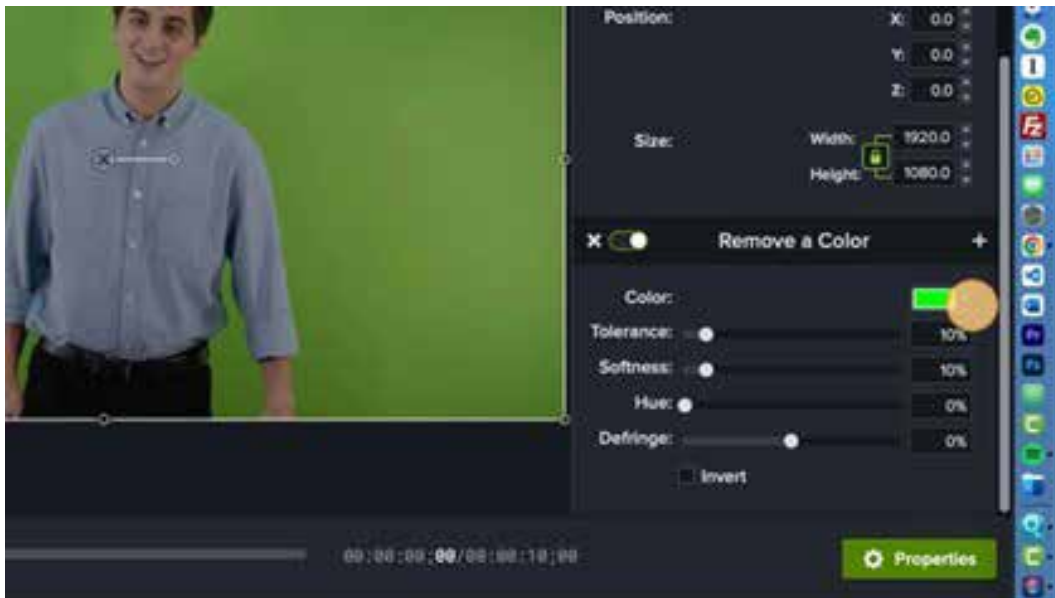 Position:
X: 0.0
Y: 0.0
Z: 0.0
Size:
Width: 1920.0
Height: 1080.0
Remove a Color
Color:
Tolerance: 10%
Softness: 10%
Hue: 0%
Defringe: 0%
Invert
00:00:00;00/00:00:10;00
Properties
Fz